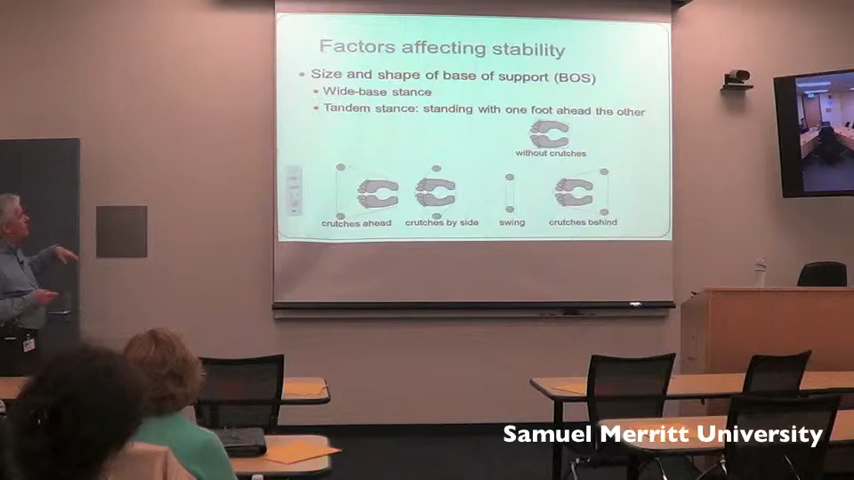 Factors affecting stability
• Size and shape of base of support (BOS)
• Wide-base stance
• Tandem stance: standing with one foot ahead the other
without crutches
crutches ahead
crutches by side
swing
crutches behind
Samuel Merritt University